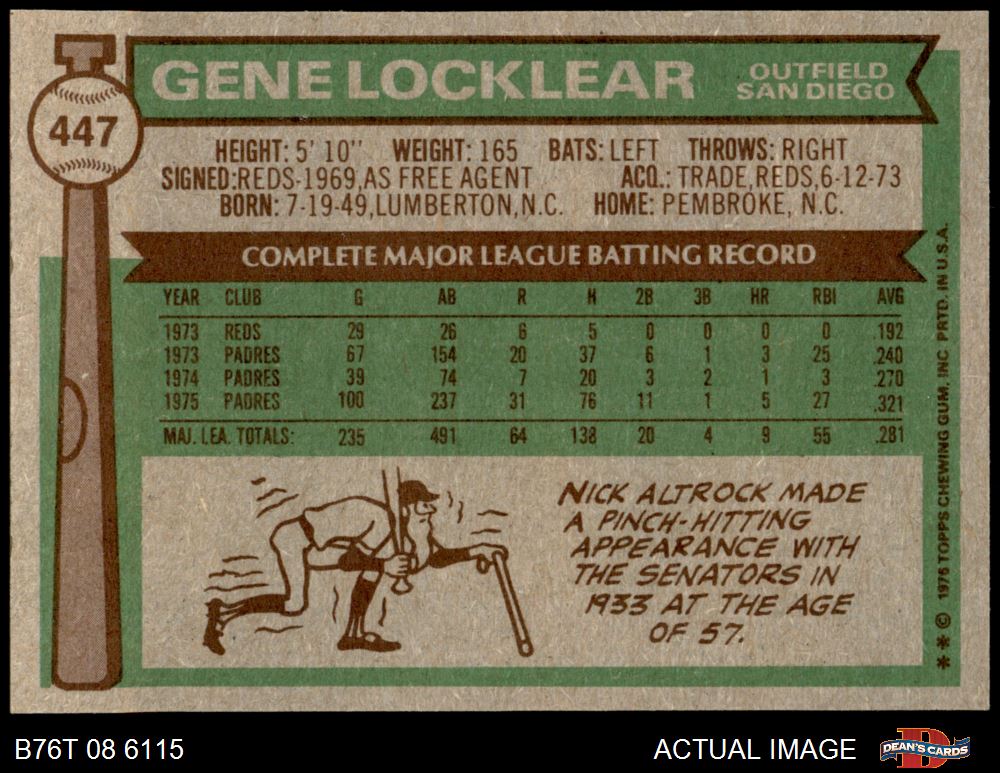 447
GENE LOCKLEAR
OUTFIELD
SAN DIEGO
HEIGHT: 5' 10" WEIGHT: 165 BATS: LEFT THROWS: RIGHT
SIGNED:REDS-1969,AS FREE AGENT ACQ.: TRADE,REDS,6-12-73
BORN: 7-19-49,LUMBERTON,N.C. HOME: PEMBROKE, N.C.
COMPLETE MAJOR LEAGUE BATTING RECORD
YEAR CLUB G AB R H 2B 3B HR RBI AVG
1973 REDS 29 26 6 5 0 0 0 0 .192
1973 PADRES 67 154 20 37 6 1 3 25 .240
1974 PADRES 39 74 7 20 3 2 1 3 .270
1975 PADRES 100 237 31 76 11 1 5 27 .321
MAJ. LEA. TOTALS: 235 491 64 138 20 4 9 55 .281
NICK ALTROCK MADE
A PINCH-HITTING
APPEARANCE WITH
THE SENATORS IN
1933 AT THE AGE
OF 57.
** © 1976 TOPPS CHEWING GUM, INC. PRTD. IN U.S.A.
B76T 08 6115
ACTUAL IMAGE
DEAN'S CARDS